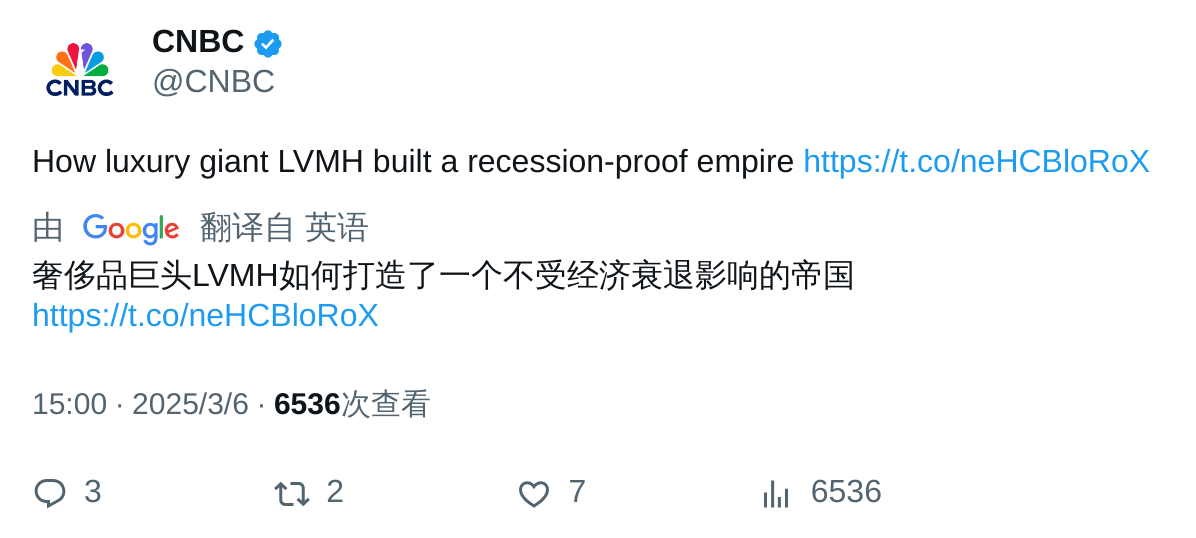 CNBC
@CNBC
CNBC
How luxury giant LVMH built a recession-proof empire https://t.co/neHCBloRoX
由 Google 翻译自 英语
奢侈品巨头LVMH如何打造了一个不受经济衰退影响的帝国
https://t.co/neHCBloRoX
15:00 · 2025/3/6 · 6536次查看
3 2 7 6536